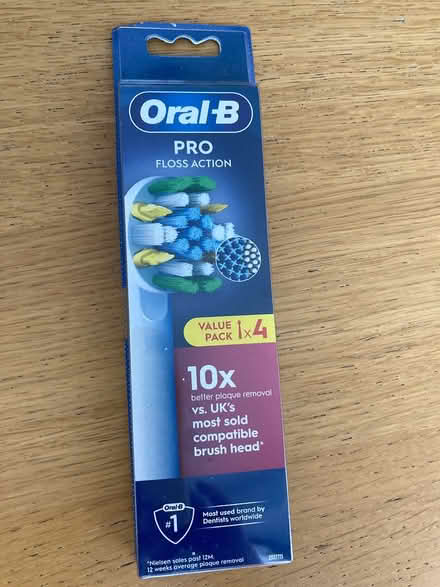 Oral-B
PRO
FLOSS ACTION
VALUE
PACK x4
10x
better plaque removal
vs. UK's
most sold
compatible
brush head*
Oral-B
#1
Most used brand by
Dentists worldwide
*Nielsen sales past 12M.
12 weeks average plaque removal